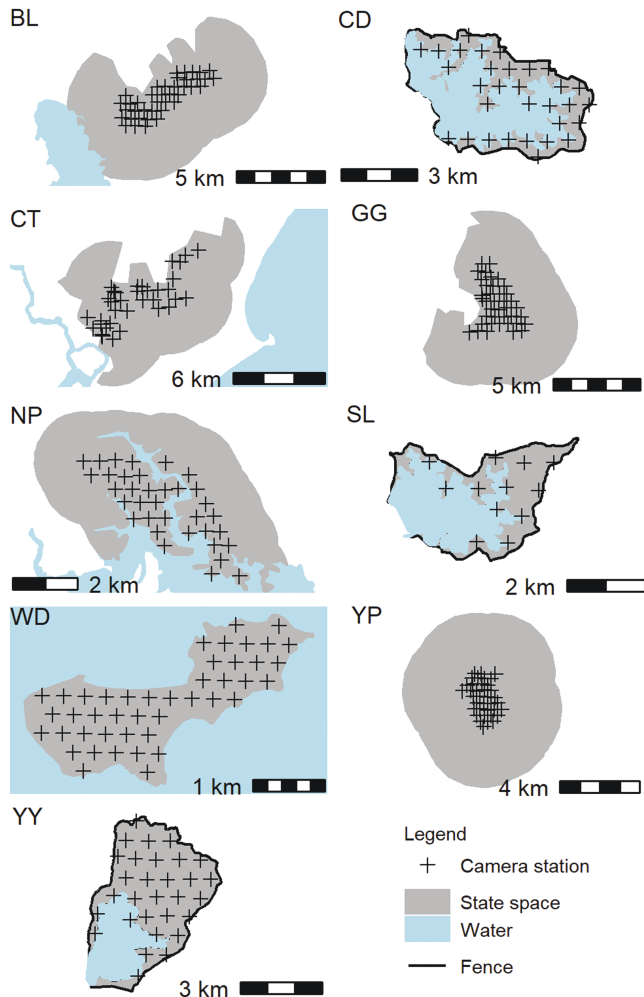 BL
CD
5 km
3 km
CT
GG
6 km
5 km
NP
SL
2 km
2 km
WD
YP
1 km
4 km
YY
Legend
Camera station
State space
Water
Fence
3 km